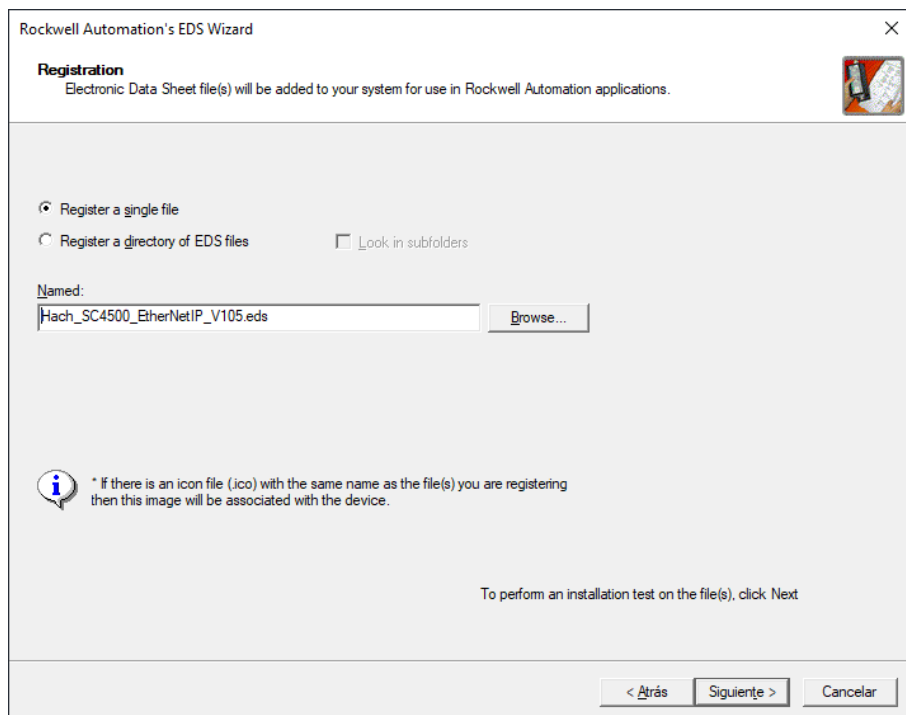 Rockwell Automation's EDS Wizard
Registration
Electronic Data Sheet file(s) will be added to your system for use in Rockwell Automation applications.
Register a single file
Register a directory of EDS files
Look in subfolders
Named:
Hach_SC4500_EtherNetIP_V105.eds
Browse...
* If there is an icon file (.ico) with the same name as the file(s) you are registering
then this image will be associated with the device.
To perform an installation test on the file(s), click Next
< Atrás
Siguiente >
Cancelar